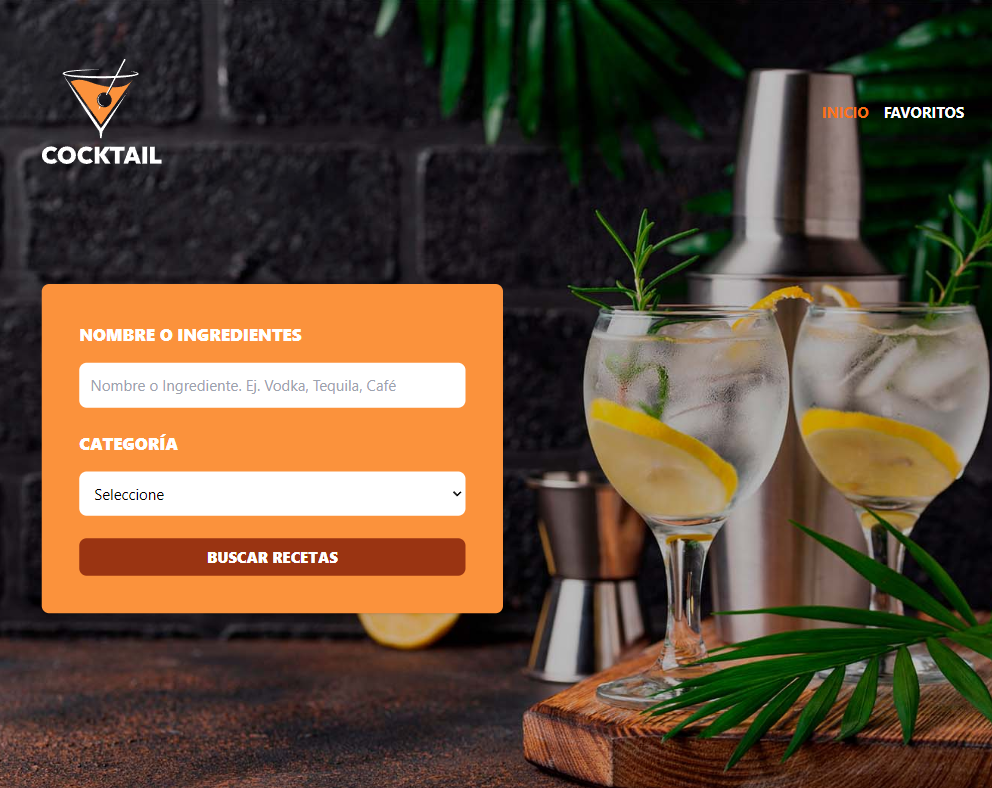 COCKTAIL
INICIO FAVORITOS
NOMBRE O INGREDIENTES
Nombre o Ingrediente. Ej. Vodka, Tequila, Café
CATEGORÍA
Seleccione
BUSCAR RECETAS